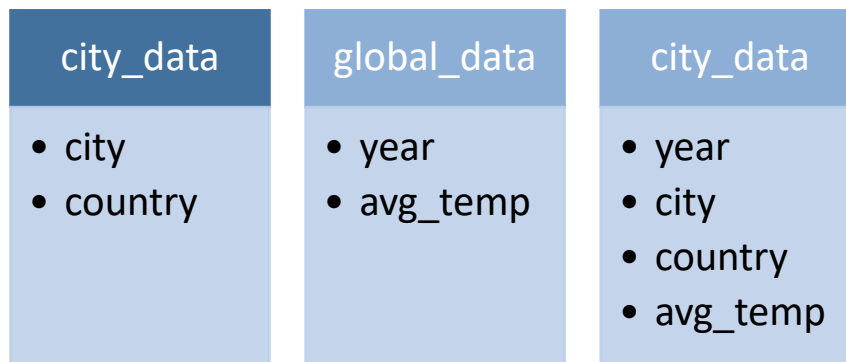 city_data
• city
• country
global_data
• year
• avg_temp
city_data
• year
• city
• country
• avg_temp